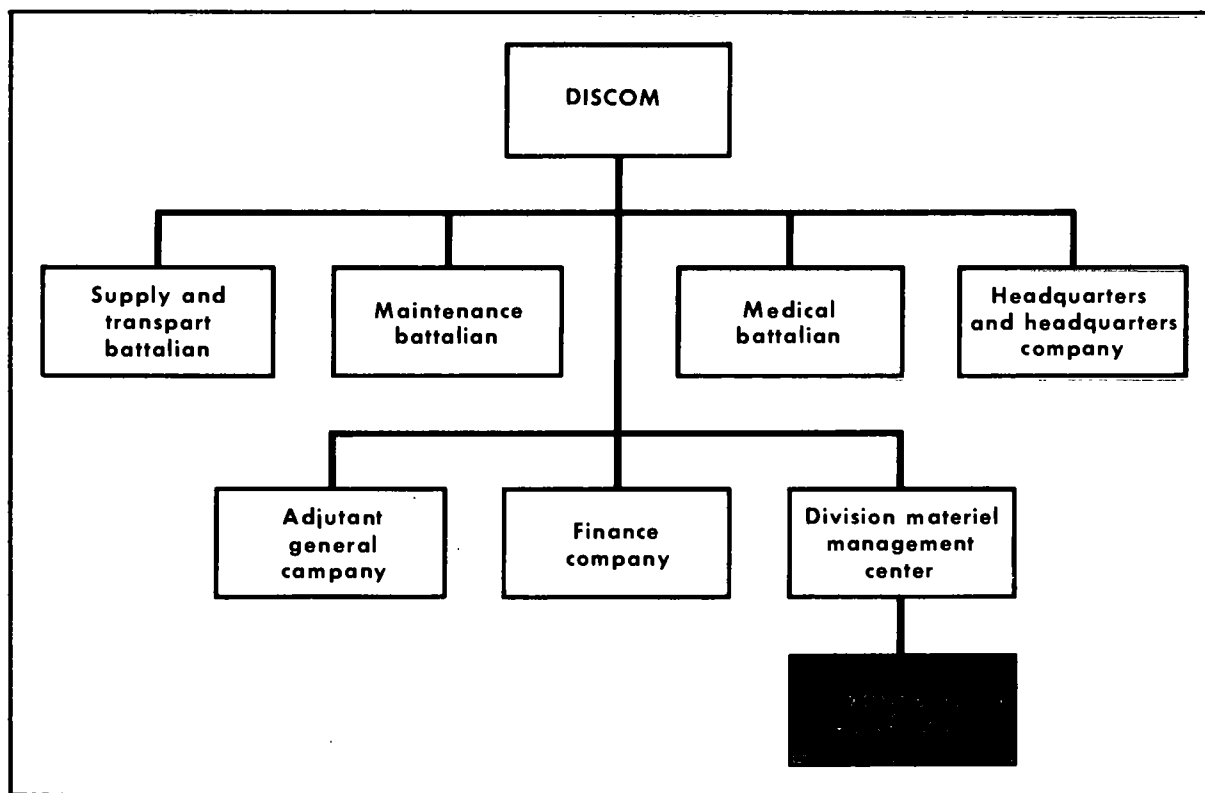 DISCOM
Supply and
transpart
battalian
Maintenance
battalian
Medical
battalian
Headquarters
and headquarters
company
Adjutant
general
campany
Finance
company
Division materiel
management
center